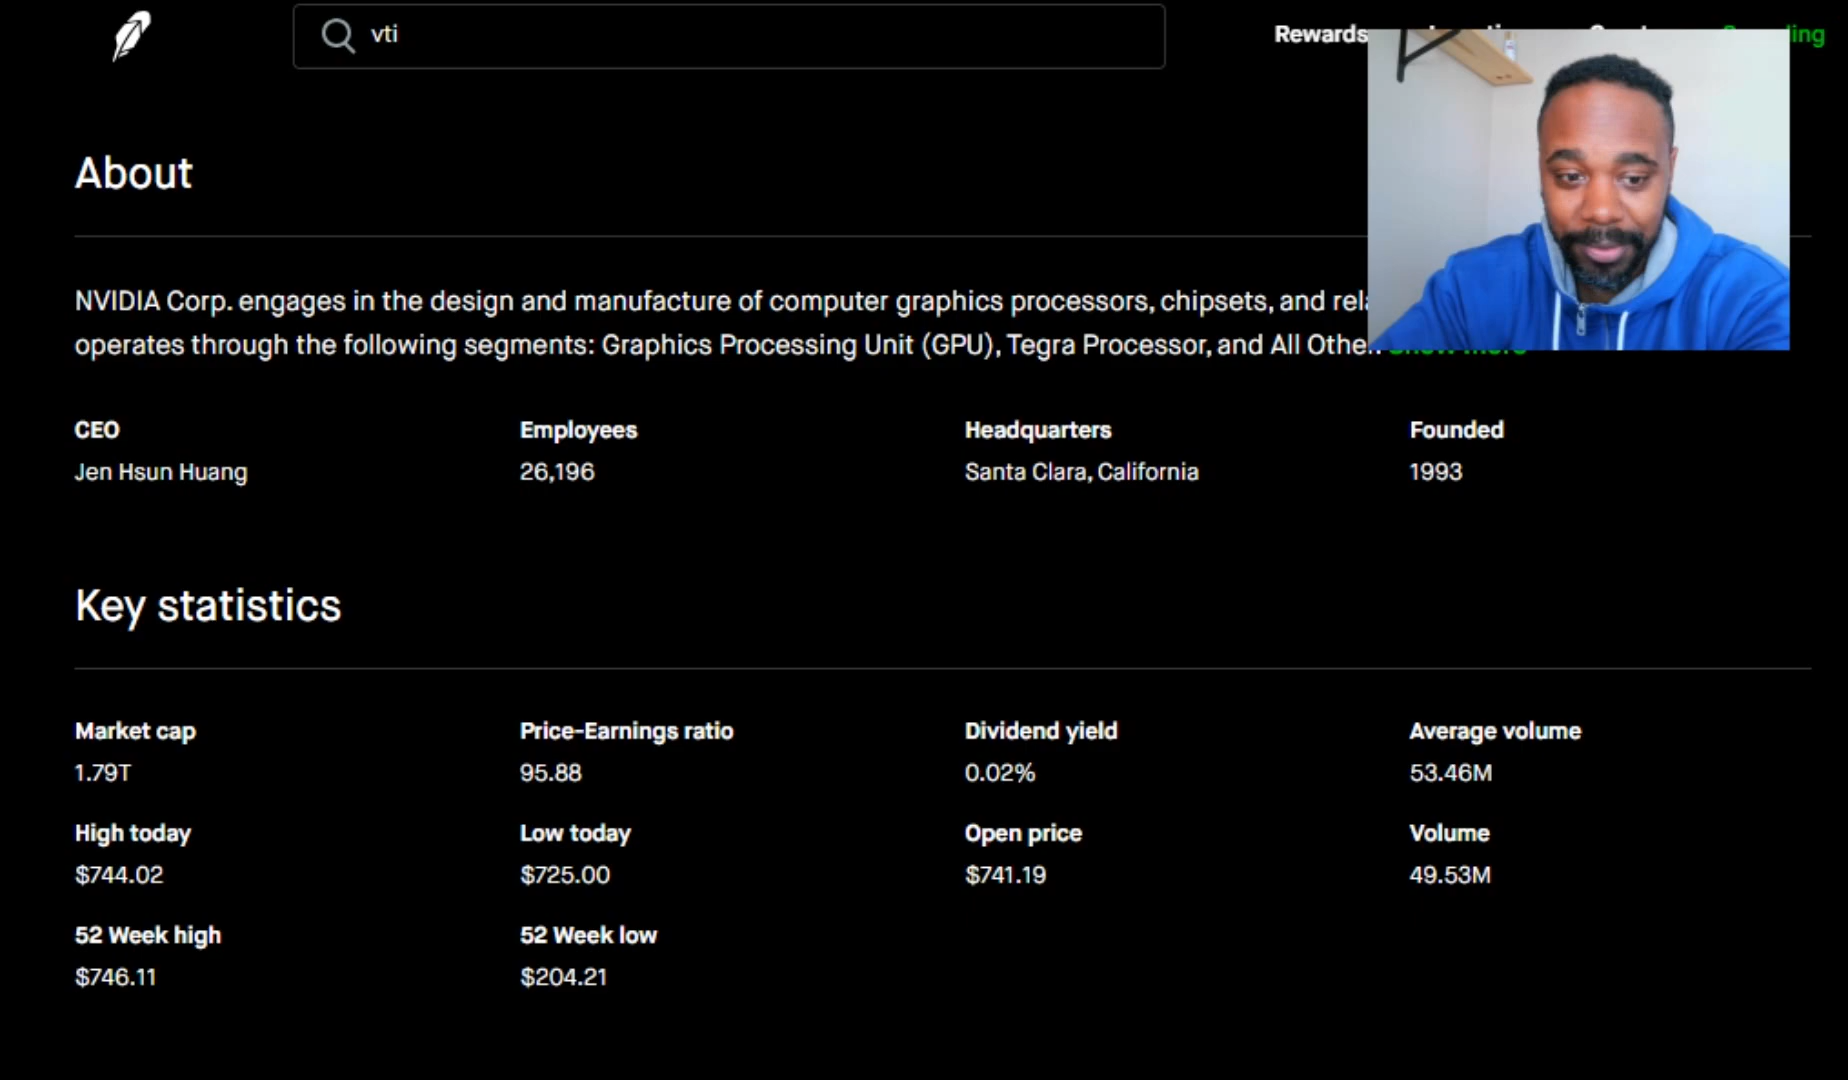 vti
Rewards
About
NVIDIA Corp. engages in the design and manufacture of computer graphics processors, chipsets, and
operates through the following segments: Graphics Processing Unit (GPU), Tegra Processor, and All
CEO
Employees
Headquarters
Founded
Jen Hsun Huang
26,196
Santa Clara, California
1993
Key statistics
Market cap
Price-Earnings ratio
Dividend yield
Average volume
1.79T
95.88
0.02%
53.46M
High today
Low today
Open price
Volume
$744.02
$725.00
$741.19
49.53M
52 Week high
52 Week low
$746.11
$204.21